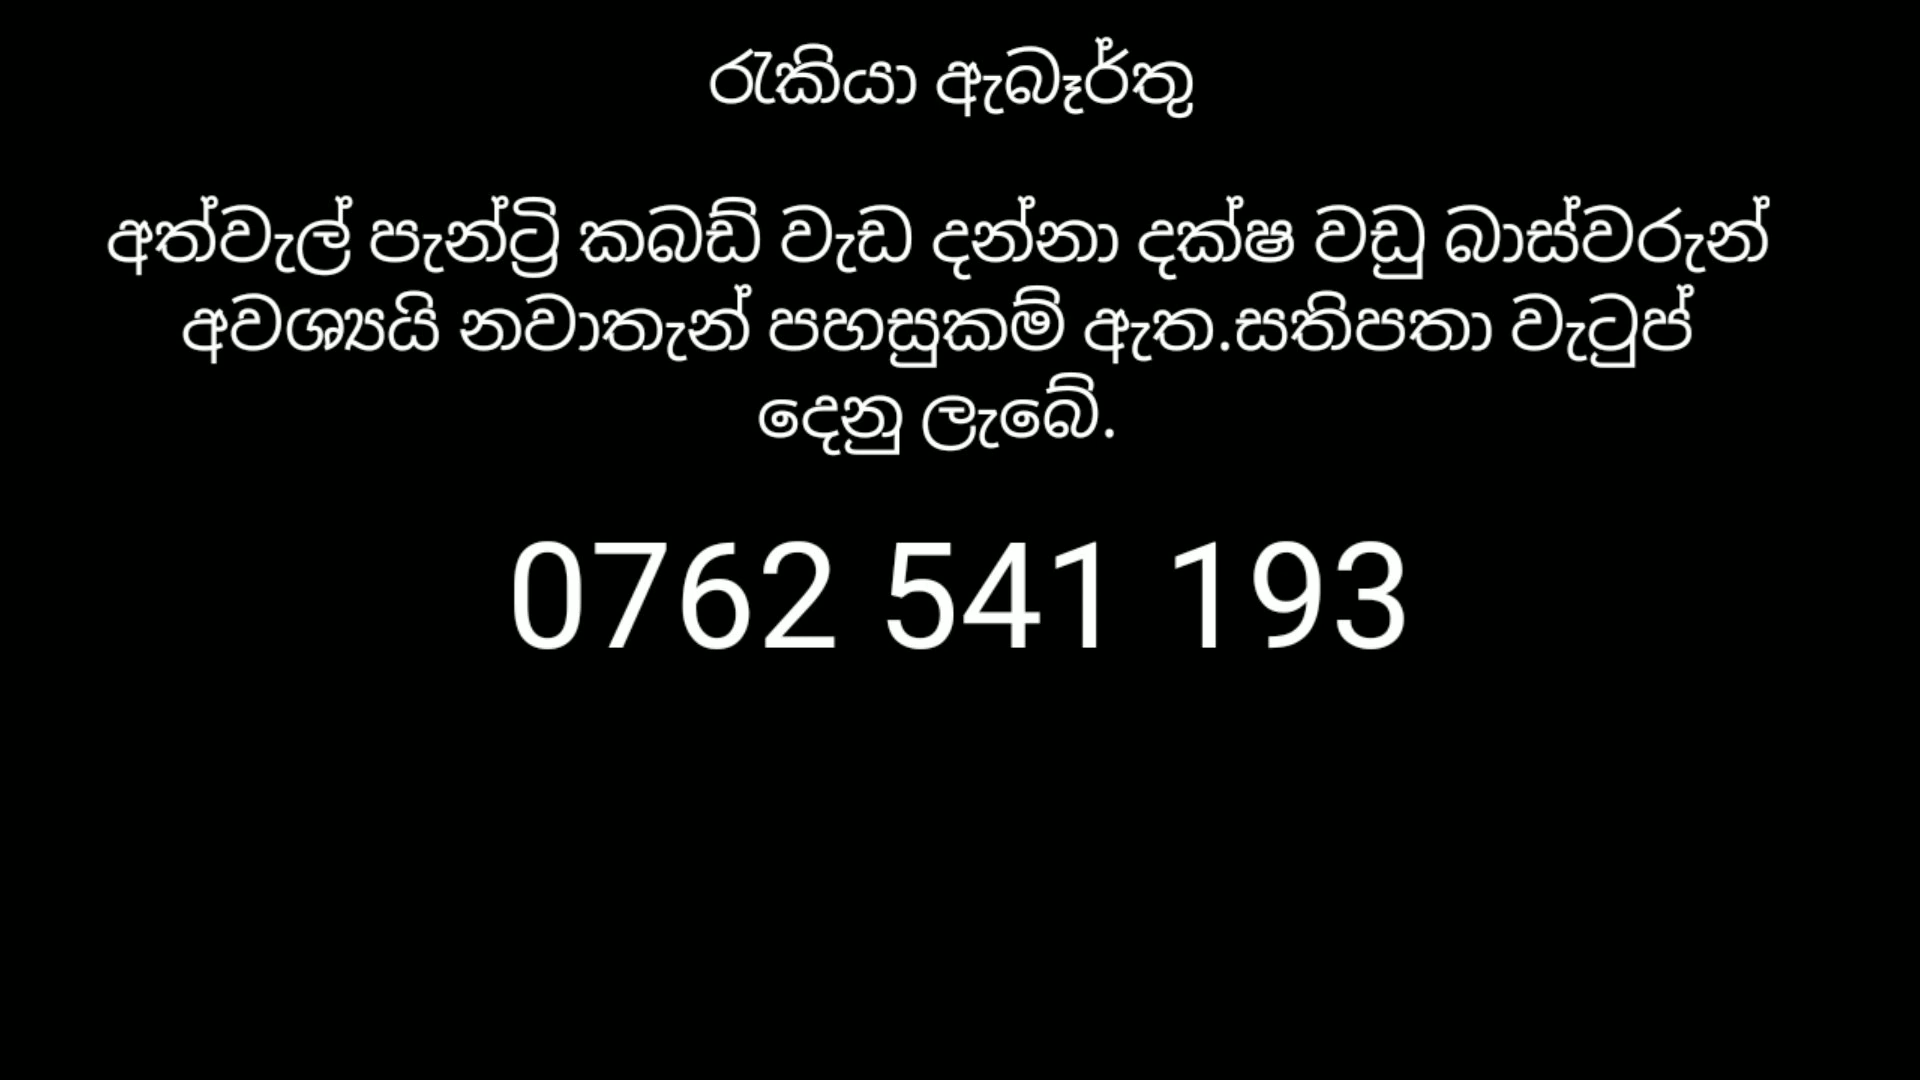 රැකියා ඇබෑර්තු
අත්වැල් පැන්ට්‍රි කබඩ් වැඩ දන්නා දක්ෂ වඩු බාස්වරුන්
අවශ්‍යයි නවාතැන් පහසුකම් ඇත.සතිපතා වැටුප්
දෙනු ලැබේ.
0762 541 193